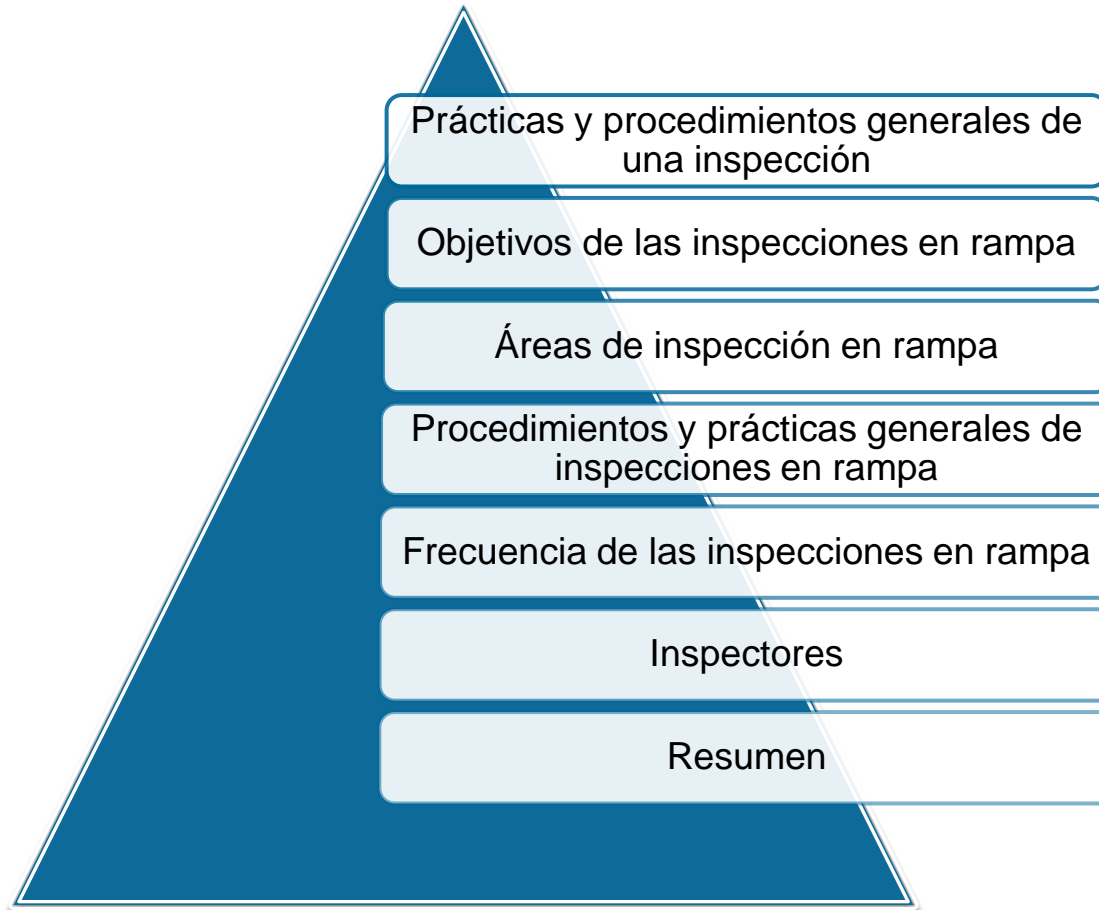 Prácticas y procedimientos generales de
una inspección
Objetivos de las inspecciones en rampa
Áreas de inspección en rampa
Procedimientos y prácticas generales de
inspecciones en rampa
Frecuencia de las inspecciones en rampa
Inspectores
Resumen